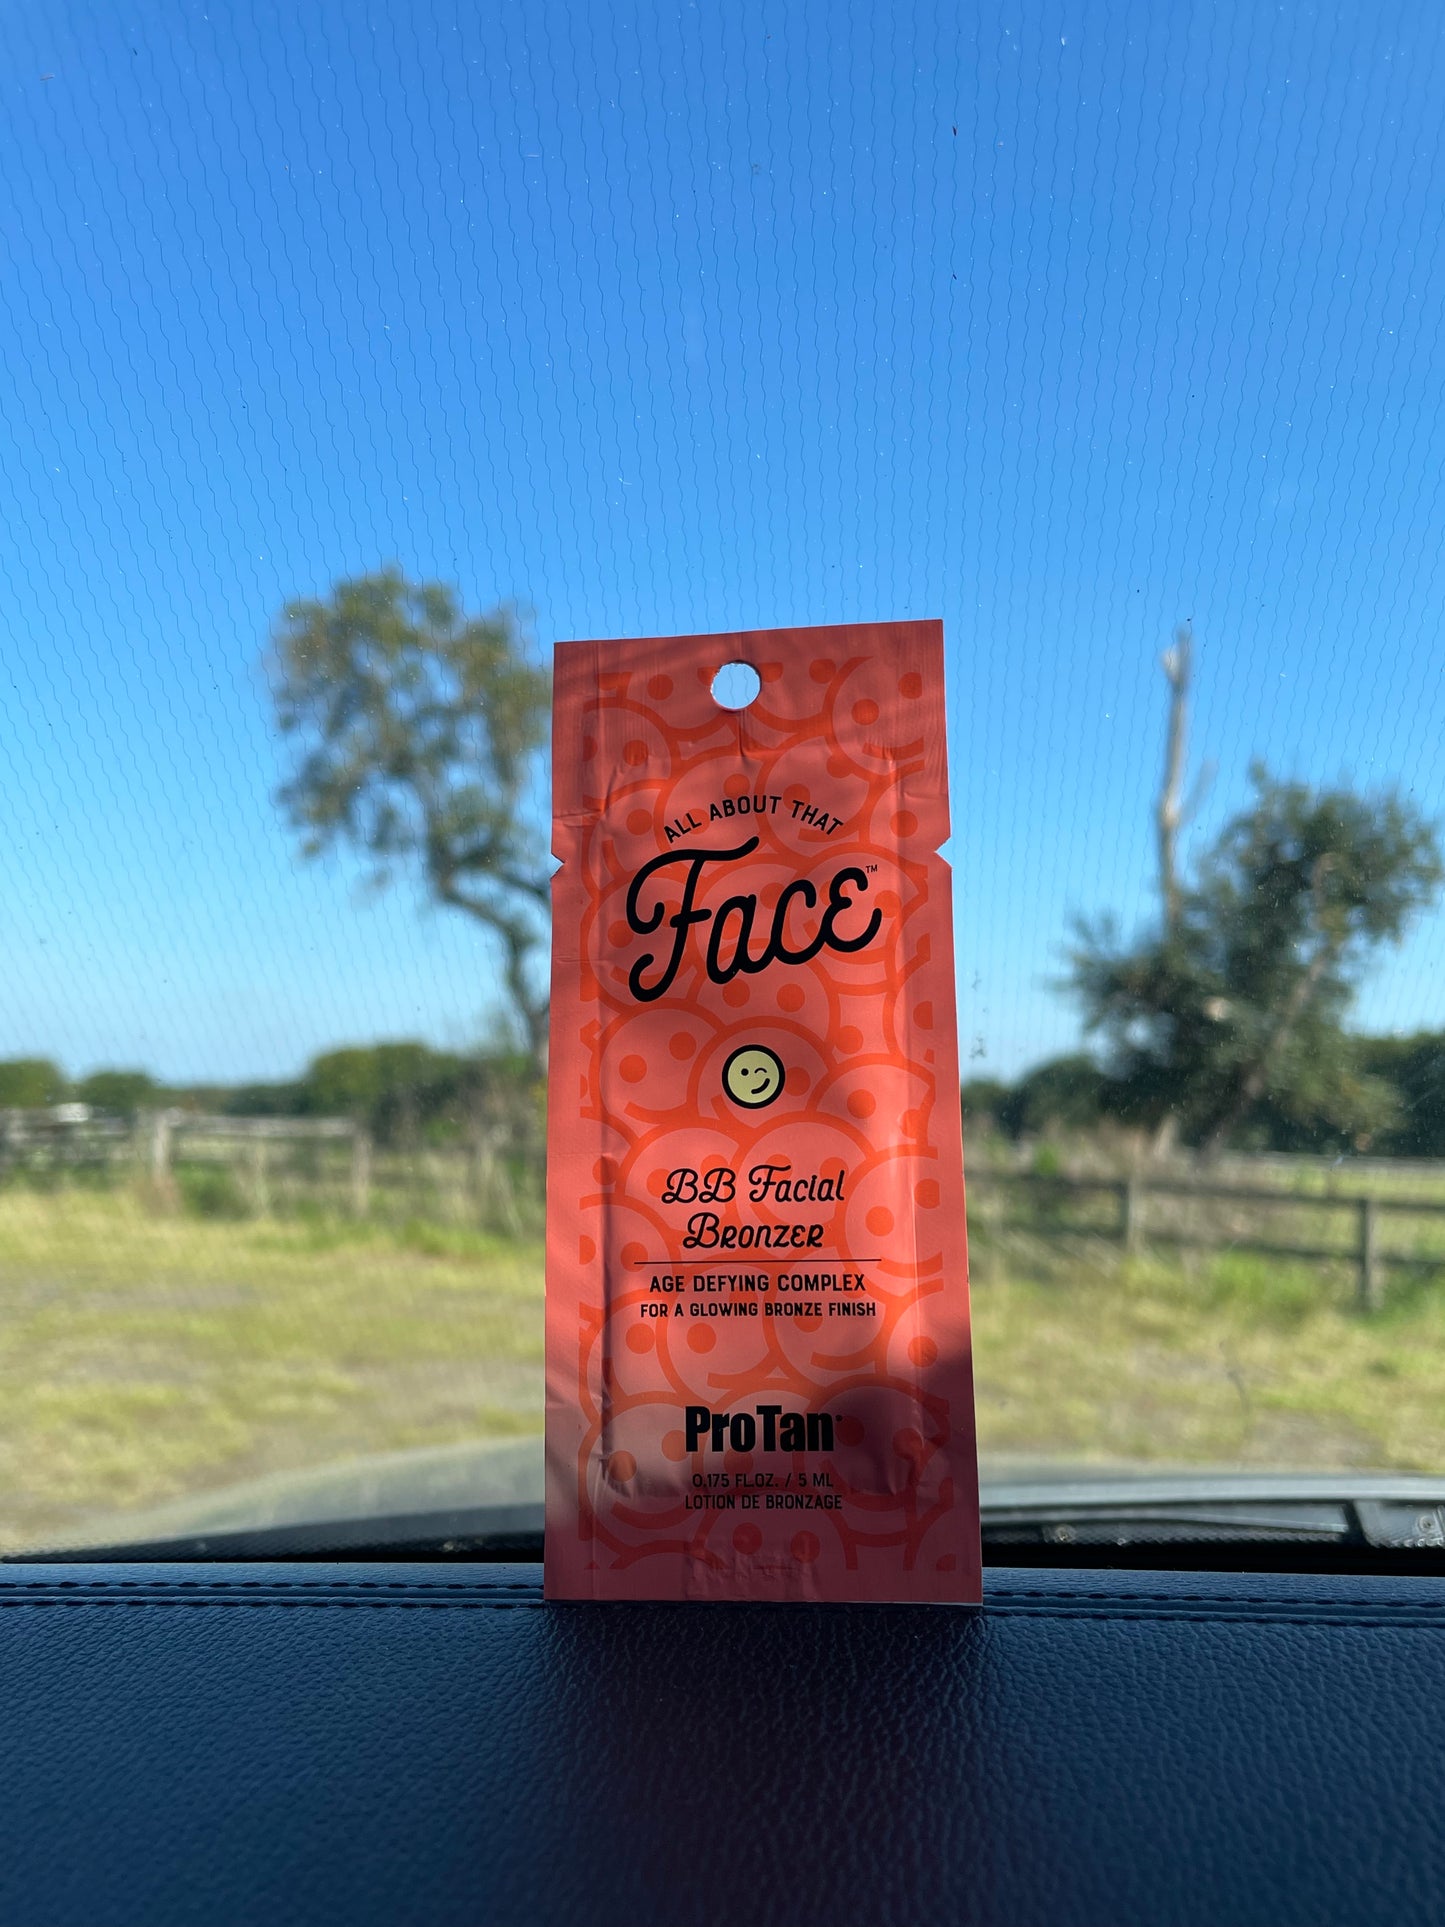 ALL ABOUT THAT
Face™
BB Facial
Bronzer
AGE DEFYING COMPLEX
FOR A GLOWING BRONZE FINISH
ProTan®
0.175 FL.OZ. / 5 ML
LOTION DE BRONZAGE